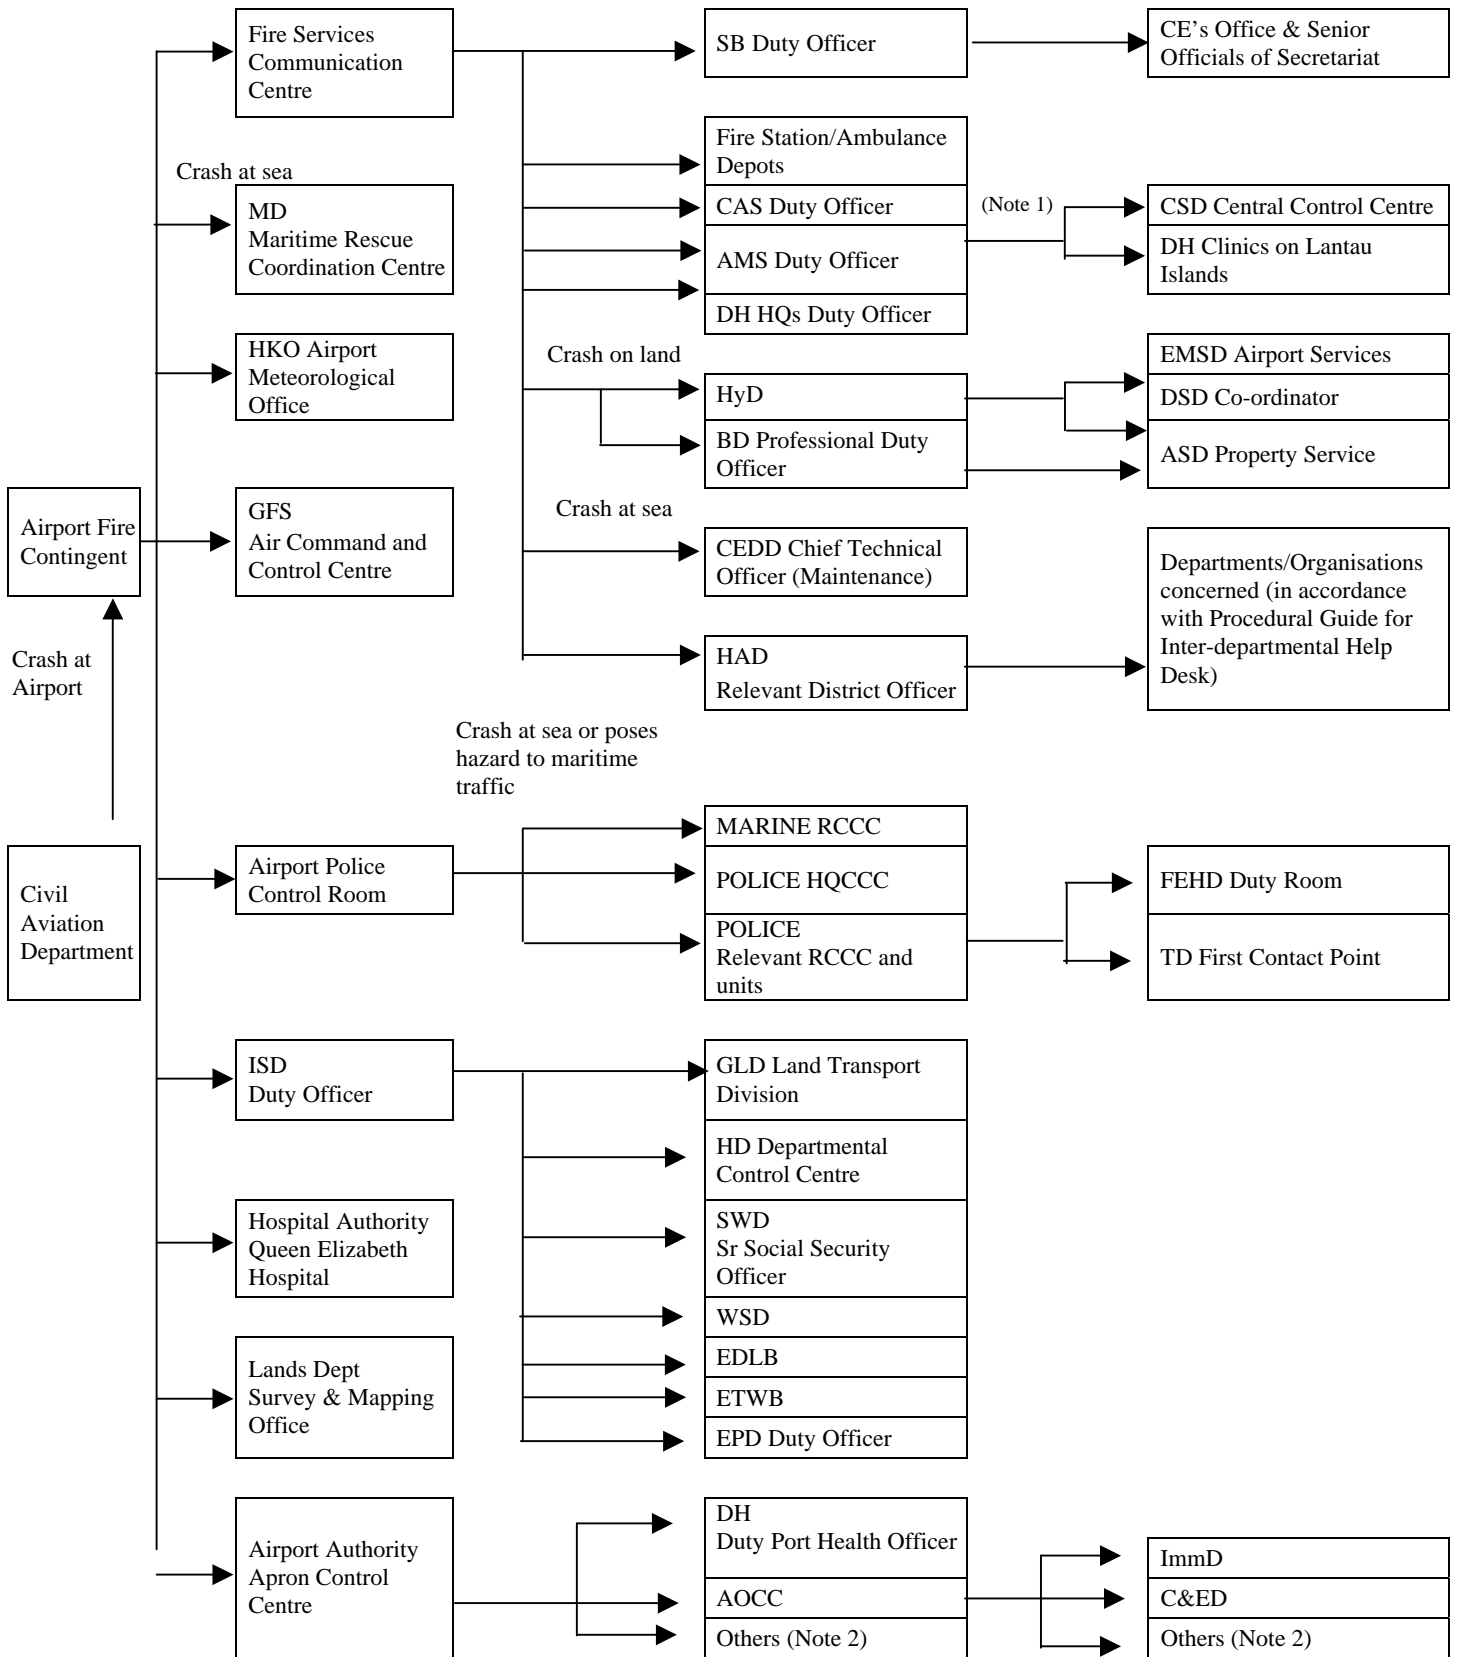 Fire Services
Communication
Centre
SB Duty Officer
CE’s Office & Senior
Officials of Secretariat
Fire Station/Ambulance
Depots
Crash at sea
MD
Maritime Rescue
Coordination Centre
CAS Duty Officer
(Note 1)
CSD Central Control Centre
AMS Duty Officer
DH Clinics on Lantau
Islands
DH HQs Duty Officer
HKO Airport
Meteorological
Office
Crash on land
EMSD Airport Services
HyD
DSD Co-ordinator
BD Professional Duty
Officer
ASD Property Service
Airport Fire
Contingent
GFS
Air Command and
Control Centre
Crash at sea
CEDD Chief Technical
Officer (Maintenance)
Departments/Organisations
concerned (in accordance
with Procedural Guide for
Inter-departmental Help
Desk)
Crash at
Airport
HAD
Relevant District Officer
Crash at sea or poses
hazard to maritime
traffic
MARINE RCCC
Civil
Aviation
Department
Airport Police
Control Room
POLICE HQCCC
FEHD Duty Room
POLICE
Relevant RCCC and
units
TD First Contact Point
ISD
Duty Officer
GLD Land Transport
Division
HD Departmental
Control Centre
Hospital Authority
Queen Elizabeth
Hospital
SWD
Sr Social Security
Officer
WSD
Lands Dept
Survey & Mapping
Office
EDLB
ETWB
EPD Duty Officer
Airport Authority
Apron Control
Centre
DH
Duty Port Health Officer
ImmD
AOCC
C&ED
Others (Note 2)
Others (Note 2)